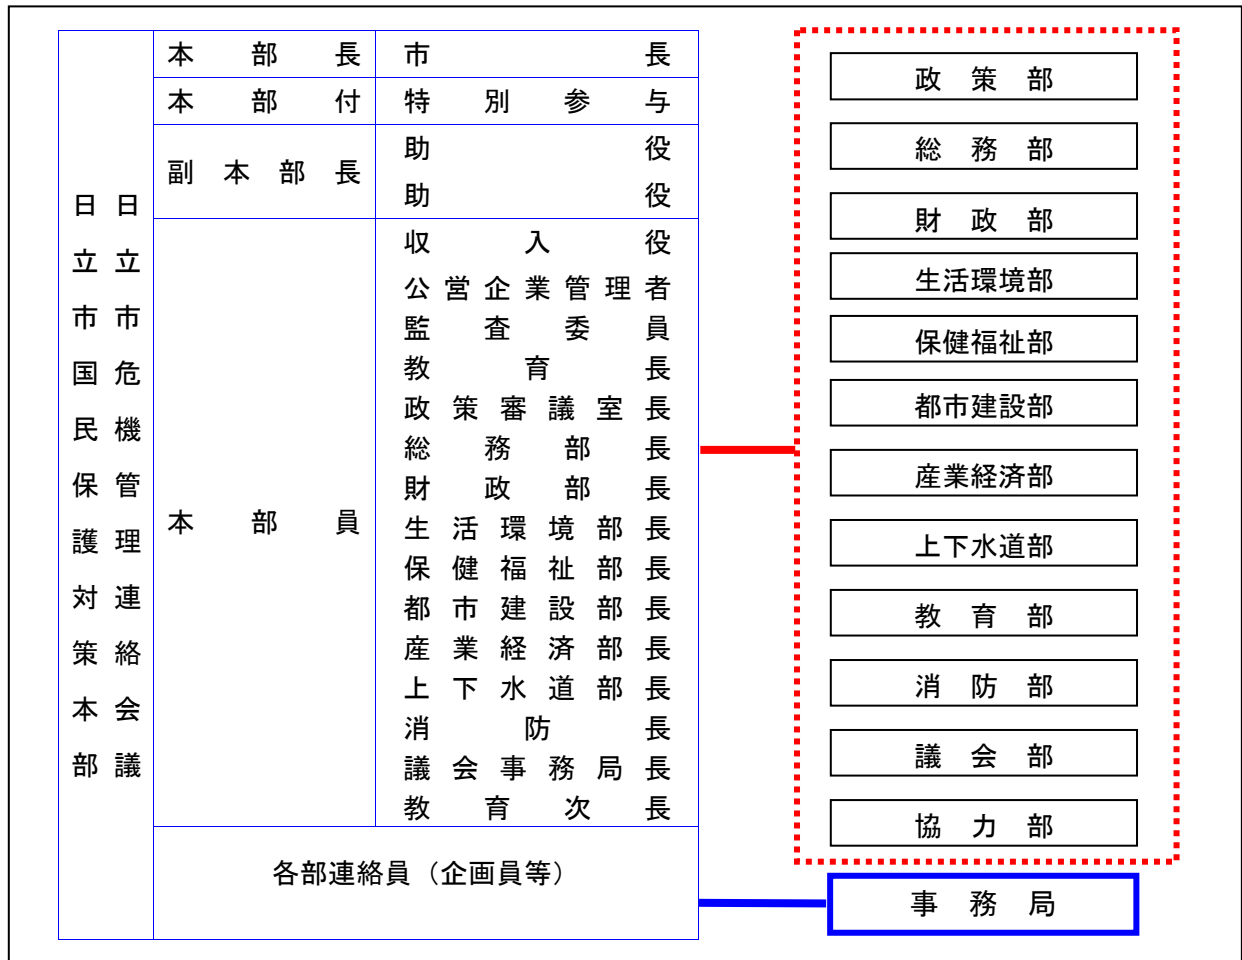 日立市危機管理連絡会議
日立市国民保護対策本部
本部長
市長
本部付
特別参与
副本部長
助役
助役
本部員
収入役
公営企業管理者
監査委員
教育長
政策審議室長
総務部長
財政部長
生活環境部長
保健福祉部長
都市建設部長
産業経済部長
上下水道部長
消防長
議会事務局長
教育次長
各部連絡員（企画員等）
政策部
総務部
財政部
生活環境部
保健福祉部
都市建設部
産業経済部
上下水道部
教育部
消防部
議会部
協力部
事務局